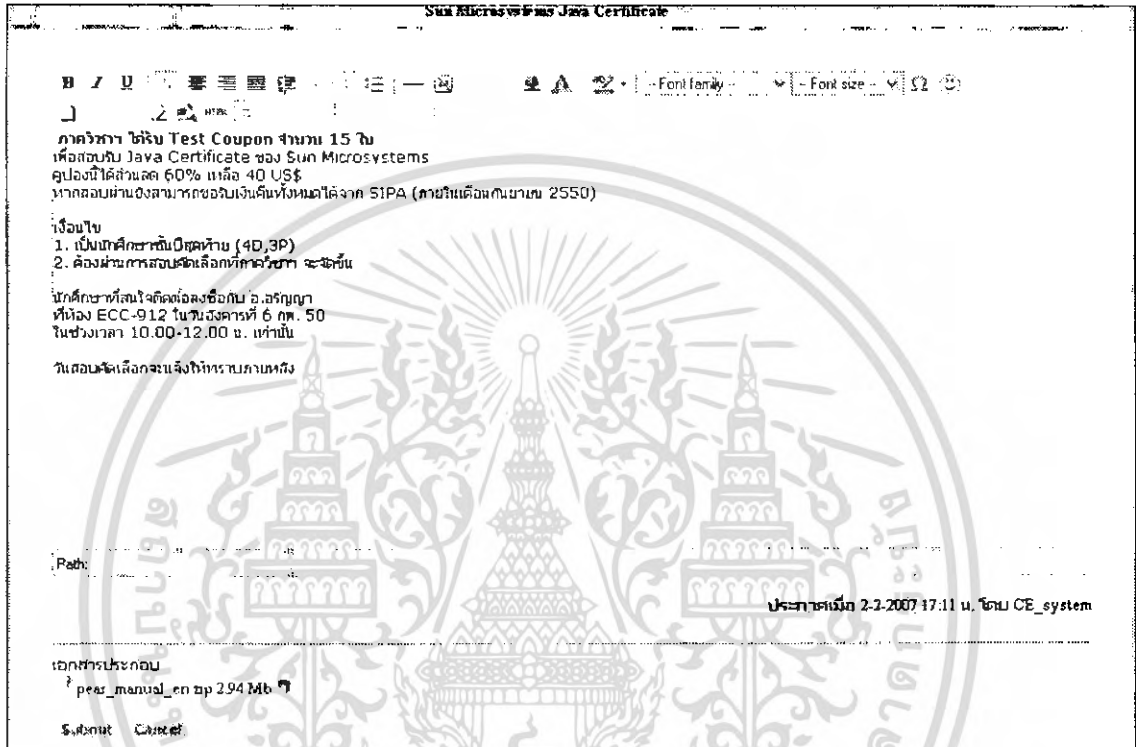 Sun Microsystems Java Certificate
B I U --Font family-- --Font size-- Ω
HTML
ภาควิชาฯ ได้รับ Test Coupon จำนวน 15 ใบ
เพื่อสอบรับ Java Certificate ของ Sun Microsystems
คูปองนี้ได้ส่วนลด 60% เหลือ 40 US$
หากสอบผ่านยังสามารถขอรับเงินคืนทั้งหมดได้จาก SIPA (ภายในเดือนกันยายน 2550)
เงื่อนไข
1. เป็นนักศึกษาชั้นปีสุดท้าย (4D,3P)
2. ต้องผ่านการสอบคัดเลือกที่ภาควิชาฯ จะจัดขึ้น
นักศึกษาที่สนใจติดต่อลงชื่อกับ อ.อรัญญา
ที่ห้อง ECC-912 ในวันอังคารที่ 6 กพ. 50
ในช่วงเวลา 10.00-12.00 น. เท่านั้น
วันสอบคัดเลือกจะแจ้งให้ทราบภายหลัง
Path:
ประกาศเมื่อ 2-2-2007 17:11 น. โดย CE_system
เอกสารประกอบ
pear_manual_en zip 2.94 Mb
Submit Cancel